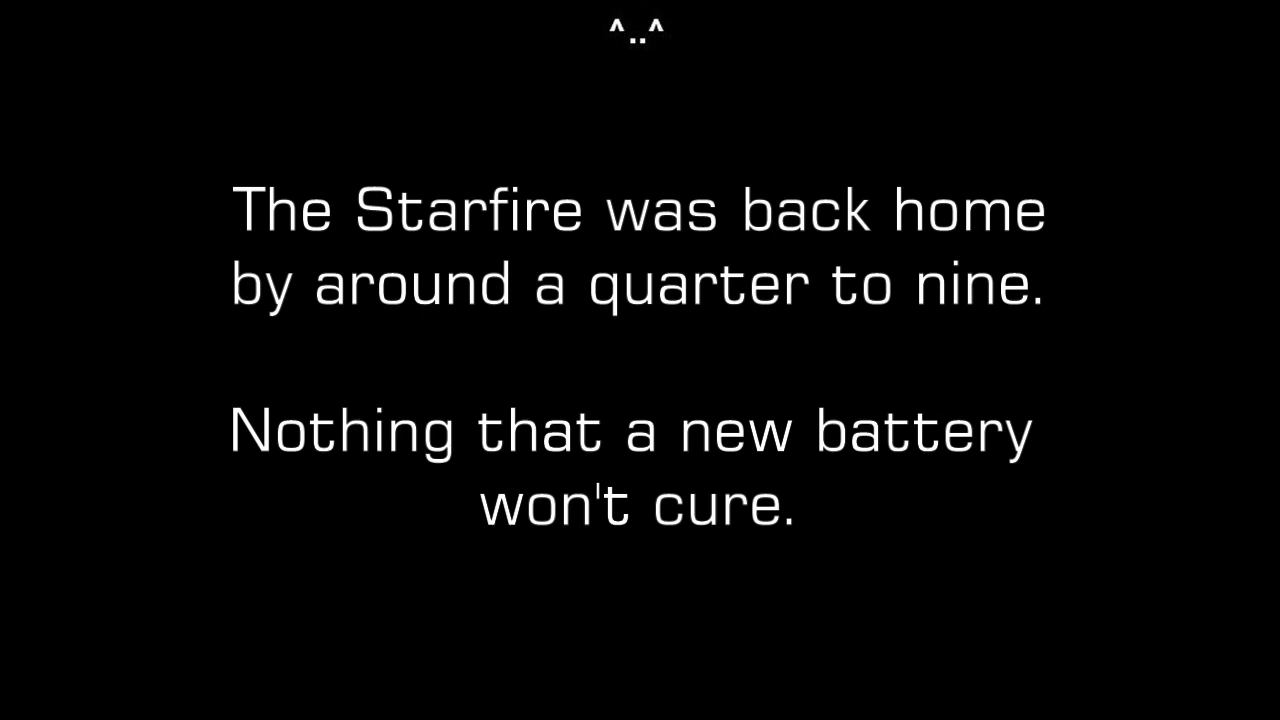 ^..^
The Starfire was back home
by around a quarter to nine.
Nothing that a new battery
won't cure.